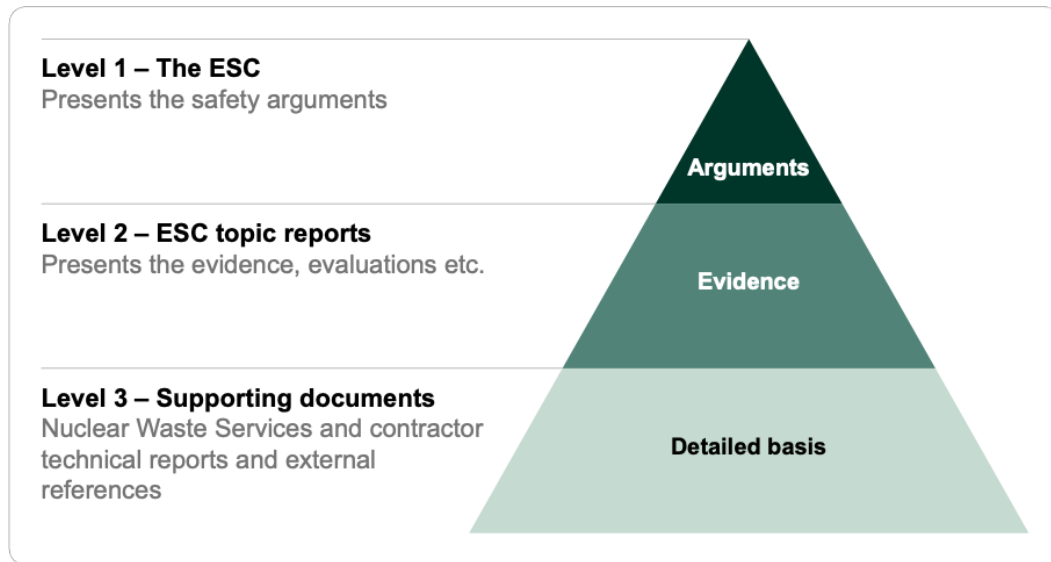 Level 1 – The ESC
Presents the safety arguments
Arguments
Level 2 – ESC topic reports
Presents the evidence, evaluations etc.
Evidence
Level 3 – Supporting documents
Nuclear Waste Services and contractor
technical reports and external
references
Detailed basis